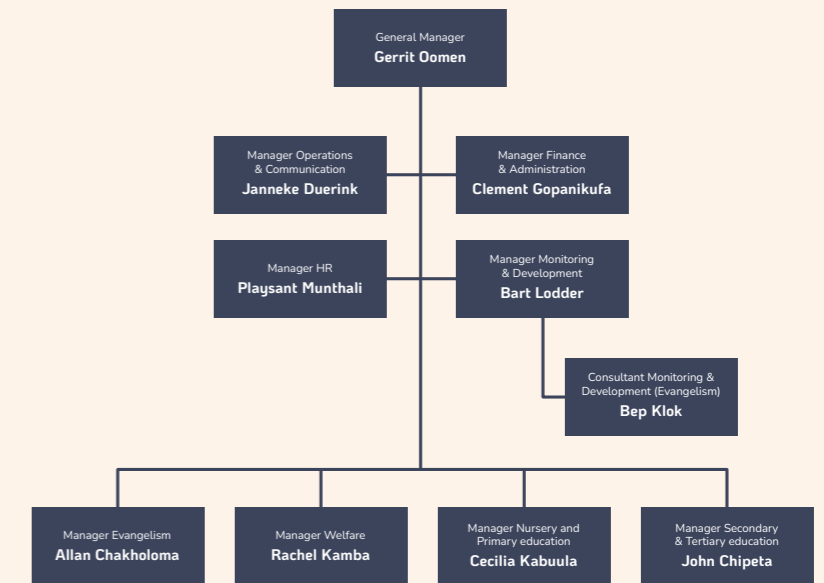 General Manager
Gerrit Oomen
Manager Operations
& Communication
Janneke Duerink
Manager Finance
& Administration
Clement Gopanikufa
Manager HR
Playsant Munthali
Manager Monitoring
& Development
Bart Lodder
Consultant Monitoring &
Development (Evangelism)
Bep Klok
Manager Evangelism
Allan Chakholoma
Manager Welfare
Rachel Kamba
Manager Nursery and
Primary education
Cecilia Kabuula
Manager Secondary
& Tertiary education
John Chipeta